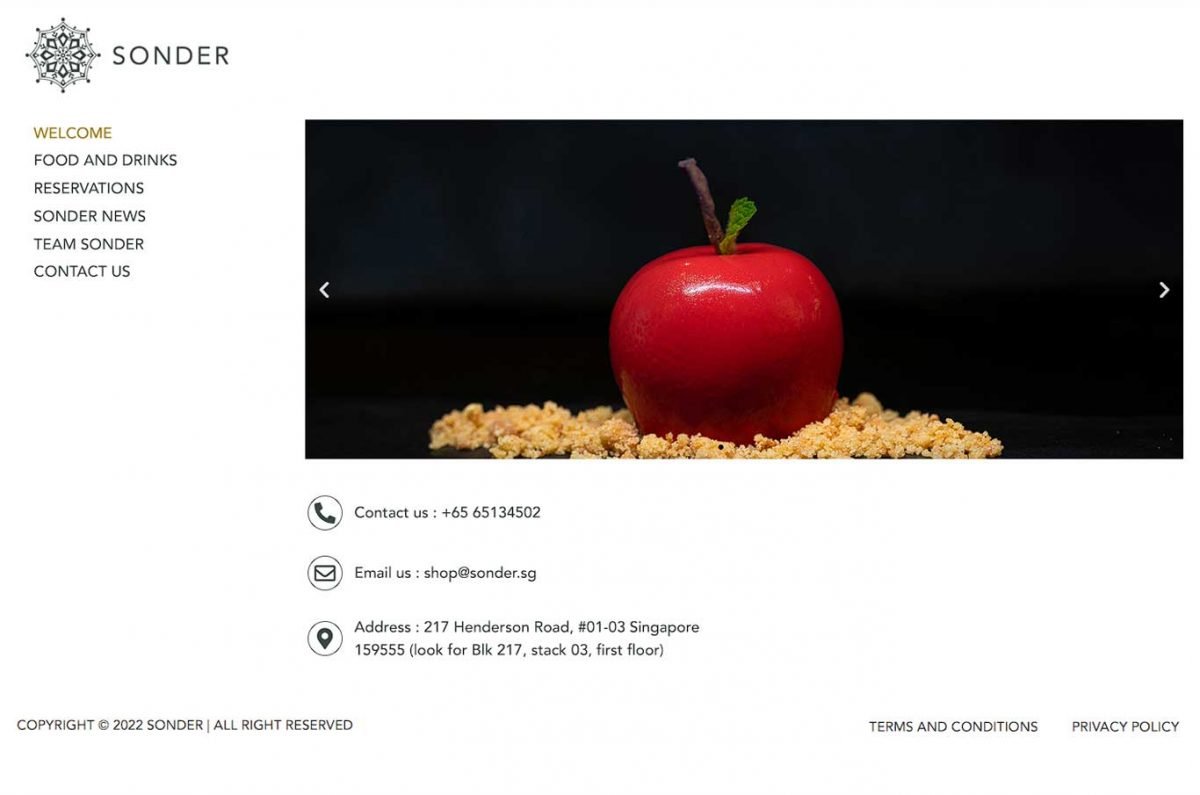 SONDER
WELCOME
FOOD AND DRINKS
RESERVATIONS
SONDER NEWS
TEAM SONDER
CONTACT US
Contact us : +65 65134502
Email us : shop@sonder.sg
Address : 217 Henderson Road, #01-03 Singapore
159555 (look for Blk 217, stack 03, first floor)
COPYRIGHT © 2022 SONDER | ALL RIGHT RESERVED
TERMS AND CONDITIONS
PRIVACY POLICY